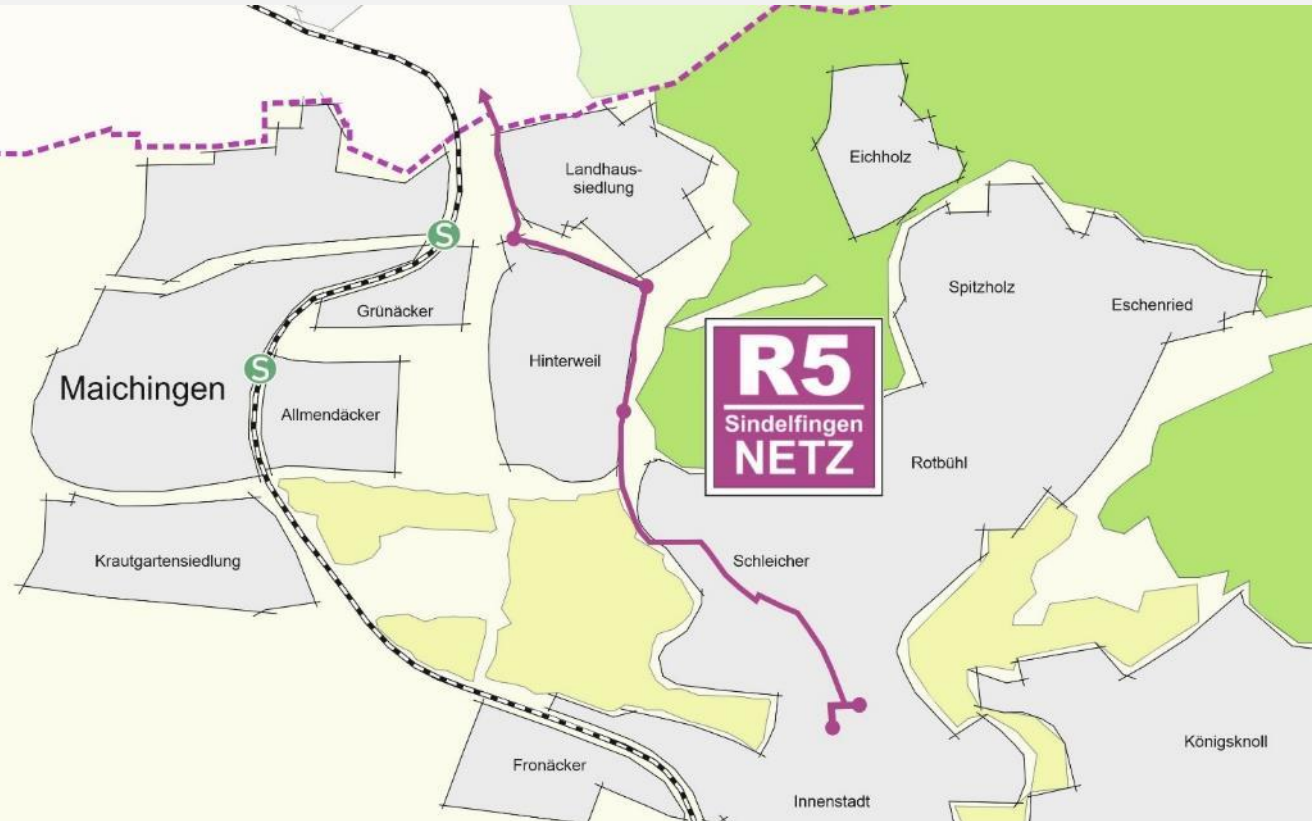 Landhaus-
siedlung
Eichholz
S
Spitzholz
Eschenried
Grünäcker
Hinterweil
S
Maichingen
Allmendäcker
R5
Sindelfingen
NETZ
Rotbühl
Krautgartensiedlung
Schleicher
Königsknoll
Fronäcker
Innenstadt